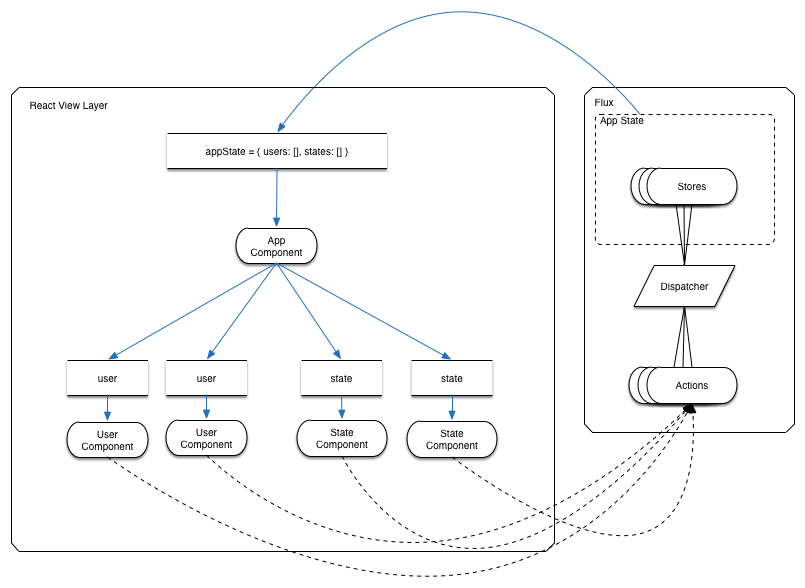 React View Layer
appState = { users: [], states: [] }
App
Component
user
user
state
state
User
Component
User
Component
State
Component
State
Component
Flux
App State
Stores
Dispatcher
Actions